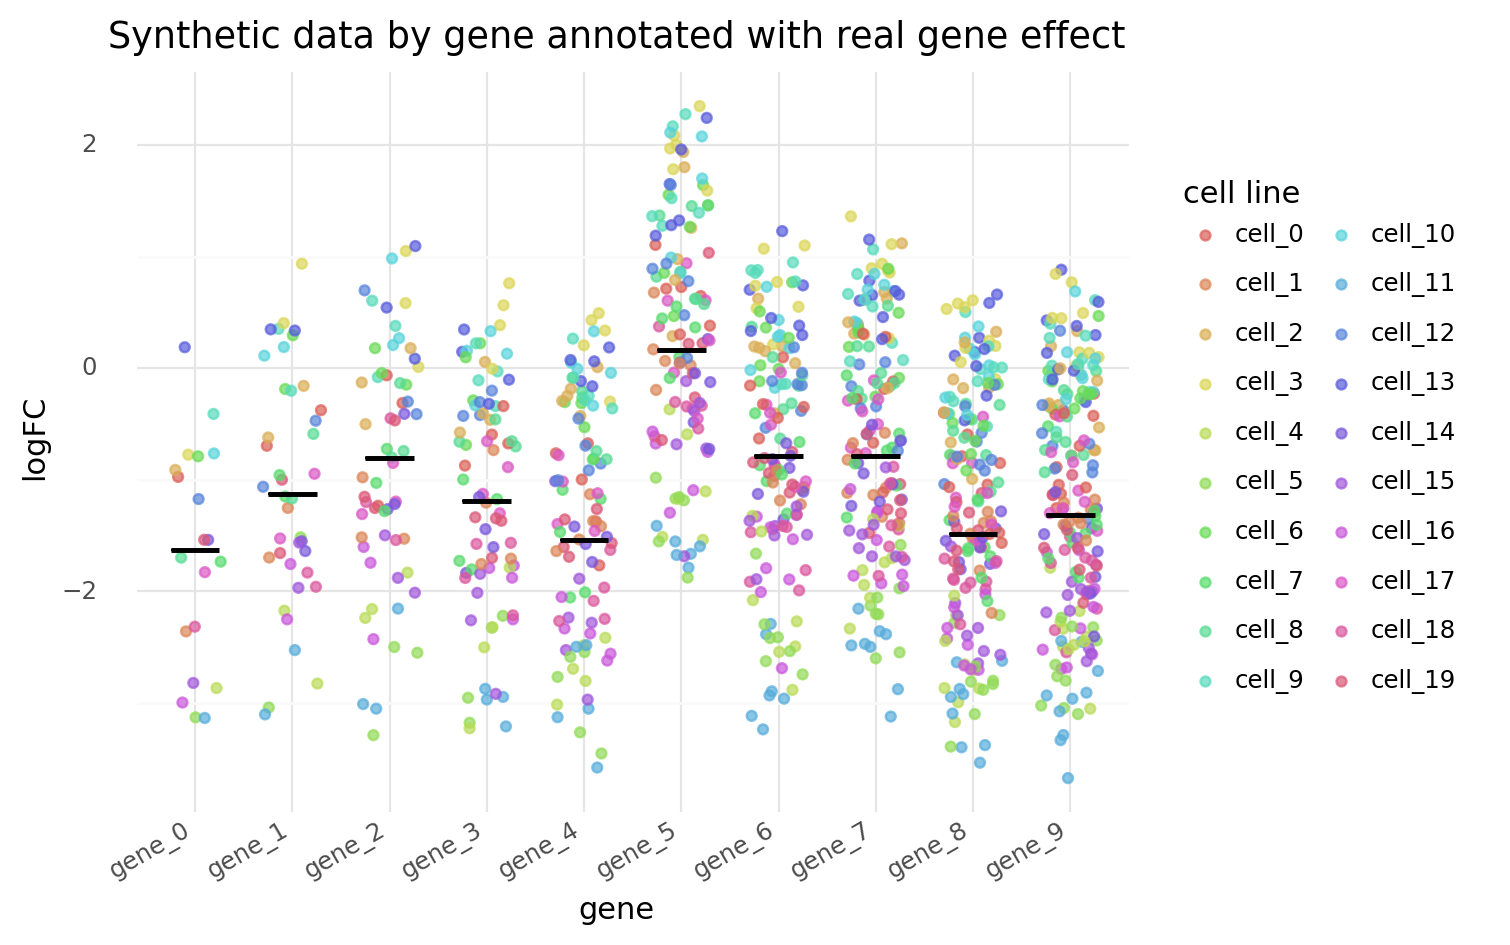 Synthetic data by gene annotated with real gene effect
logFC
2
0
−2
gene_0 gene_1 gene_2 gene_3 gene_4 gene_5 gene_6 gene_7 gene_8 gene_9
gene
cell line
cell_0 cell_10
cell_1 cell_11
cell_2 cell_12
cell_3 cell_13
cell_4 cell_14
cell_5 cell_15
cell_6 cell_16
cell_7 cell_17
cell_8 cell_18
cell_9 cell_19